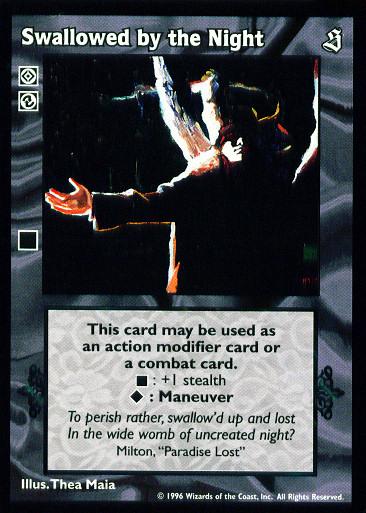 Swallowed by the Night
This card may be used as
an action modifier card or
a combat card.
■ : +1 stealth
◆ : Maneuver
To perish rather, swallow'd up and lost
In the wide womb of uncreated night?
Milton, "Paradise Lost"
Illus. Thea Maia
© 1996 Wizards of the Coast, Inc. All Rights Reserved.